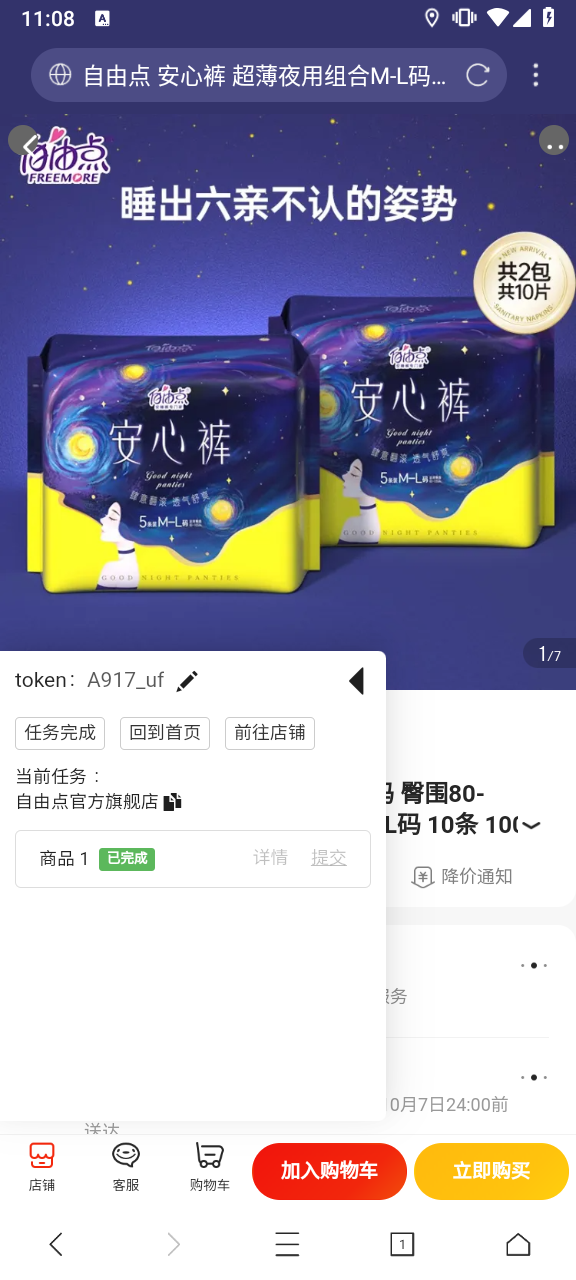 11:08
A
自由点 安心裤 超薄夜用组合M-L码...
自由点
FREEMORE
睡出六亲不认的姿势
NEW ARRIVAL
共2包
共10片
SANITARY NAPKINS
自由点
安心裤
Good night
panties
肆意翻滚 透气舒爽
5条装 M-L码
GOOD NIGHT PANTIES
自由点
安心裤
Good night
panties
肆意翻滚 透气舒爽
5条装 M-L码
GOOD NIGHT PANTIES
1/7
token: A917_uf
任务完成 回到首页 前往店铺
当前任务：
自由点官方旗舰店
商品 1 已完成 详情 提交
码 臀围80-
L码 10条 100
降价通知
服务
10月7日24:00前
送达
店铺 客服 购物车 加入购物车 立即购买
1